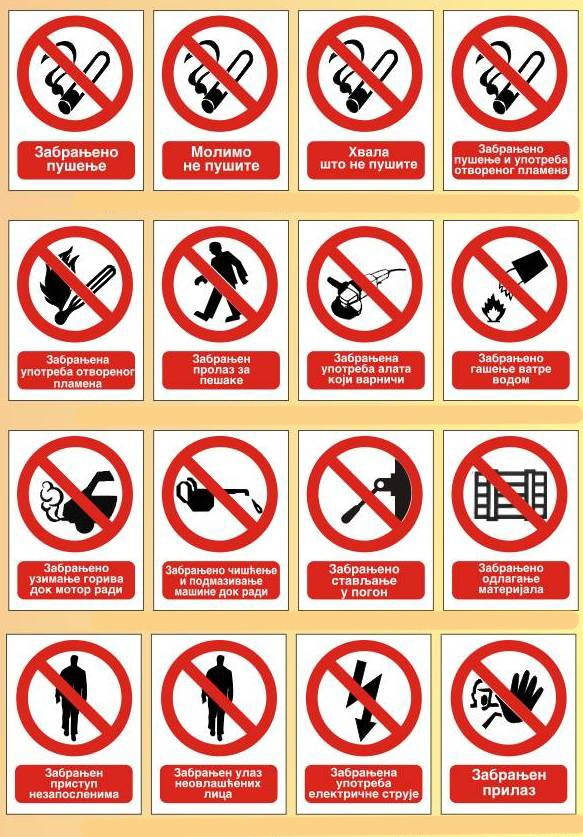 Забрањено
пушење
Молимо
не пушите
Хвала
што не пушите
Забрањено
пушење и употреба
отвореног пламена
Забрањена
употреба отвореног
пламена
Забрањен
пролаз за
пешаке
Забрањена
употреба алата
који варничи
Забрањено
гашење ватре
водом
Забрањено
узимање горива
док мотор ради
Забрањено чишћење
и подмазивање
машине док ради
Забрањено
стављање
у погон
Забрањено
одлагање
материјала
Забрањен
приступ
незапосленима
Забрањен улаз
неовлашћених
лица
Забрањена
употреба
електричне струје
Забрањен
прилаз